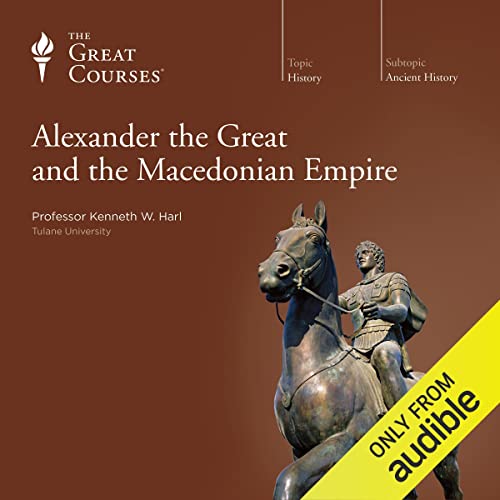 THE
GREAT
COURSES®
Topic
History
Subtopic
Ancient History
Alexander the Great
and the Macedonian Empire
Professor Kenneth W. Harl
Tulane University
ONLY FROM
audible